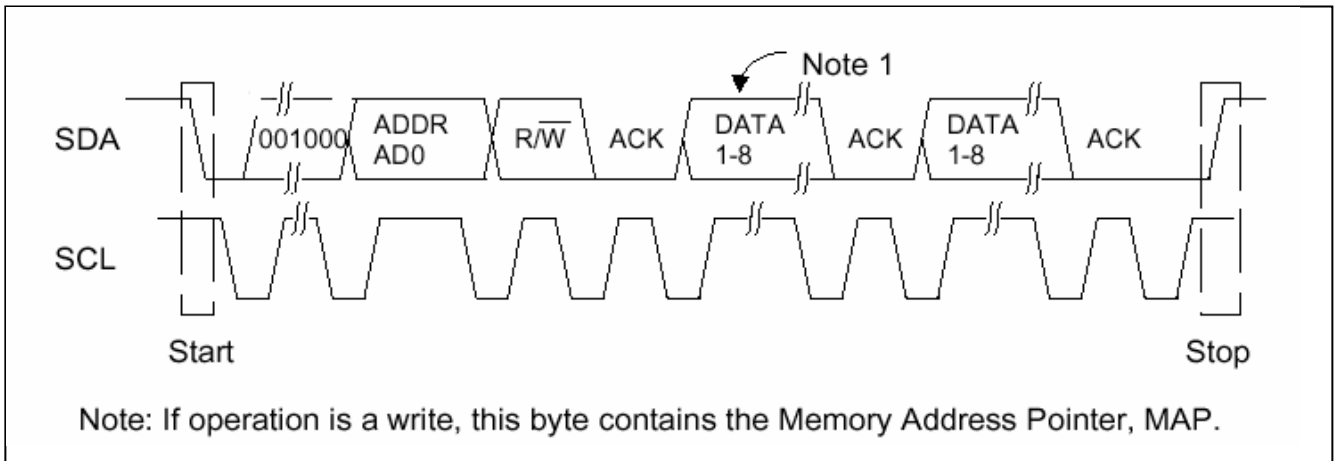 Note 1
SDA
001000
ADDR
AD0
R/W̅
ACK
DATA
1-8
ACK
DATA
1-8
ACK
SCL
Start
Stop
Note: If operation is a write, this byte contains the Memory Address Pointer, MAP.